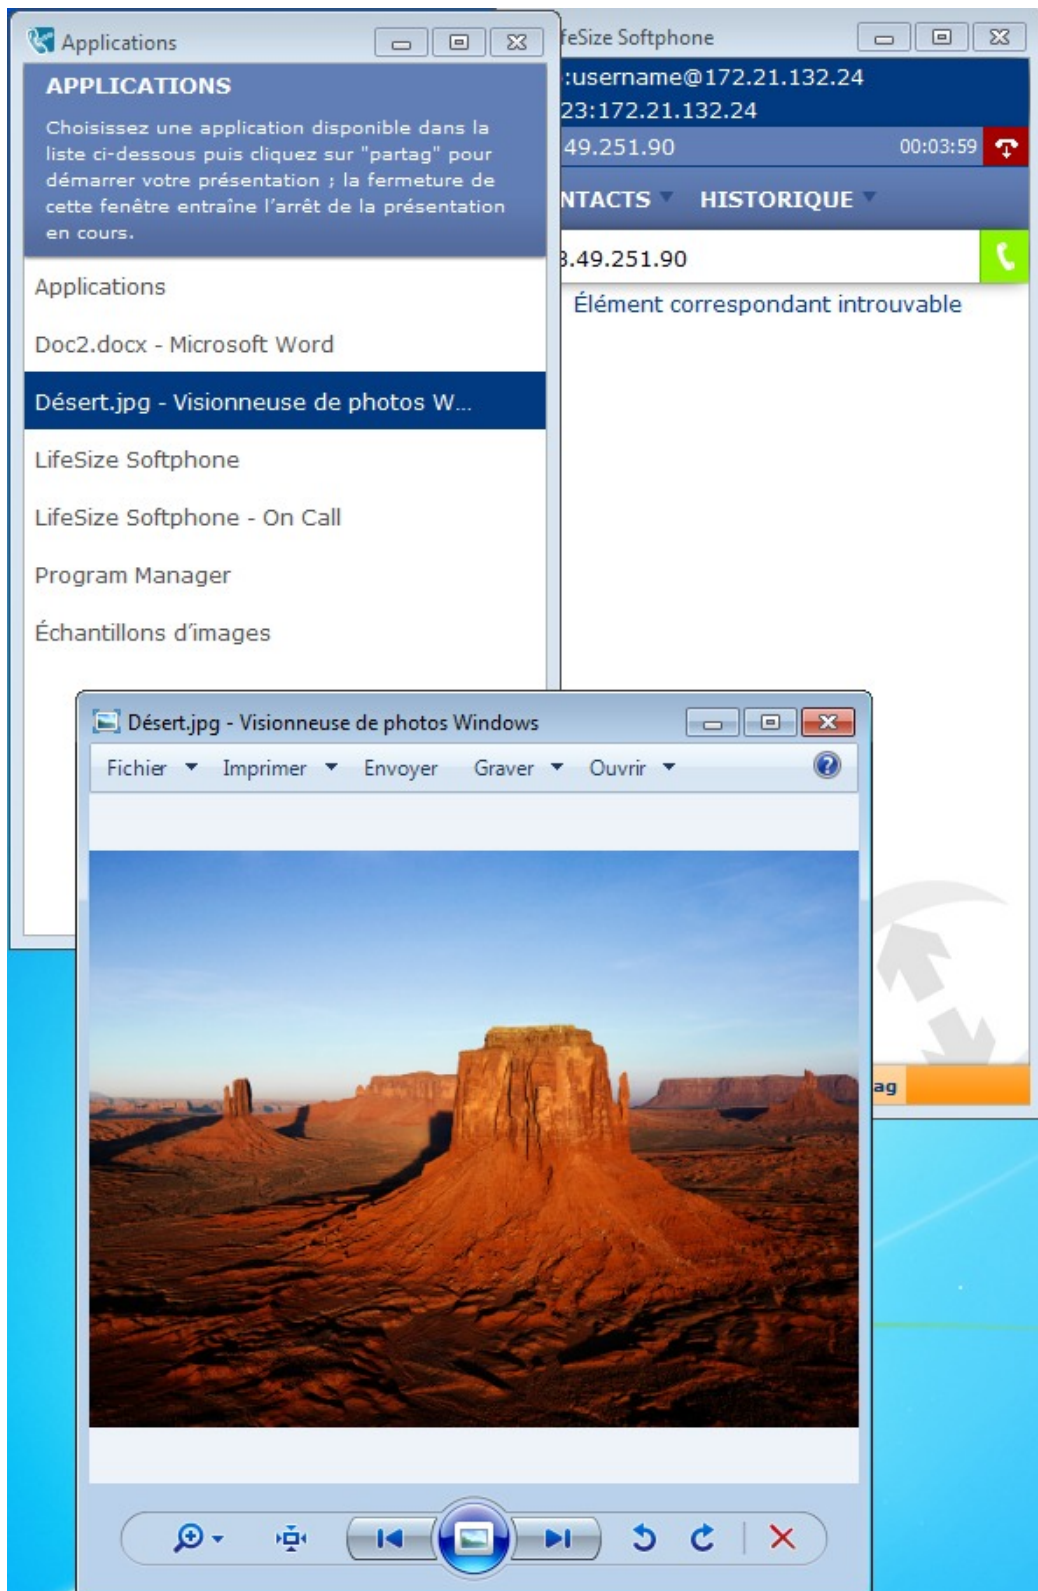 Applications
APPLICATIONS
Choisissez une application disponible dans la
liste ci-dessous puis cliquez sur "partag" pour
démarrer votre présentation ; la fermeture de
cette fenêtre entraîne l'arrêt de la présentation
en cours.
Applications
Doc2.docx - Microsoft Word
Désert.jpg - Visionneuse de photos W...
LifeSize Softphone
LifeSize Softphone - On Call
Program Manager
Échantillons d'images
feSize Softphone
:username@172.21.132.24
23:172.21.132.24
49.251.90 00:03:59
NTACTS HISTORIQUE
3.49.251.90
Élément correspondant introuvable
ag
Désert.jpg - Visionneuse de photos Windows
Fichier Imprimer Envoyer Graver Ouvrir